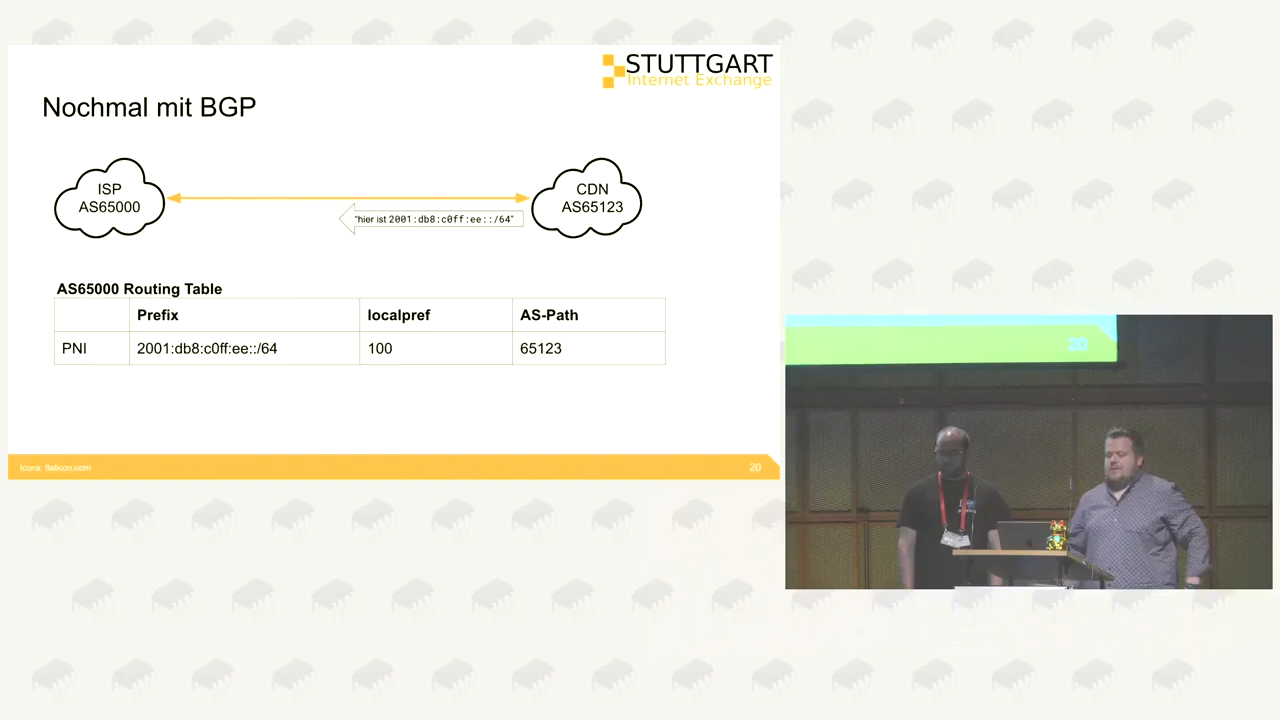 STUTTGART
Internet Exchange
Nochmal mit BGP
ISP
AS65000
CDN
AS65123
"hier ist 2001:db8:c0ff:ee::/64"
AS65000 Routing Table
Prefix localpref AS-Path
PNI 2001:db8:c0ff:ee::/64 100 65123
Icons: flaticon.com 20
20